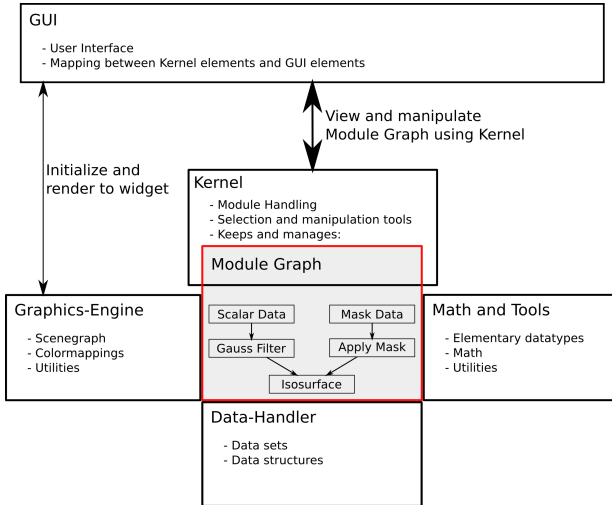 GUI
- User Interface
- Mapping between Kernel elements and GUI elements
View and manipulate
Module Graph using Kernel
Initialize and
render to widget
Kernel
- Module Handling
- Selection and manipulation tools
- Keeps and manages:
Module Graph
Scalar Data
Mask Data
Gauss Filter
Apply Mask
Isosurface
Graphics-Engine
- Scenegraph
- Colormappings
- Utilities
Math and Tools
- Elementary datatypes
- Math
- Utilities
Data-Handler
- Data sets
- Data structures